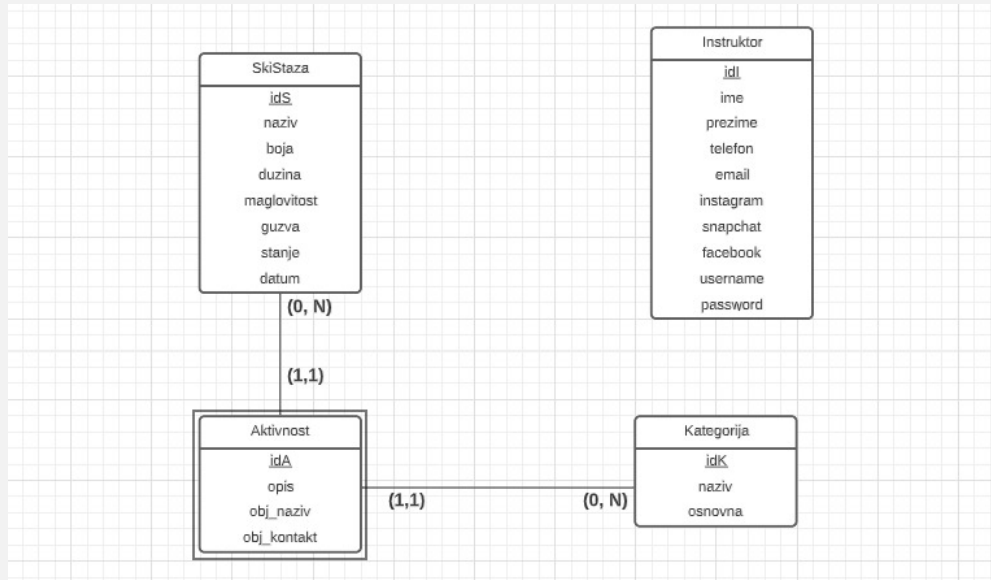 SkiStaza
idS
naziv
boja
duzina
maglovitost
guzva
stanje
datum
(0, N)
(1,1)
Instruktor
idI
ime
prezime
telefon
email
instagram
snapchat
facebook
username
password
Aktivnost
idA
opis
obj_naziv
obj_kontakt
(1,1)
(0, N)
Kategorija
idK
naziv
osnovna